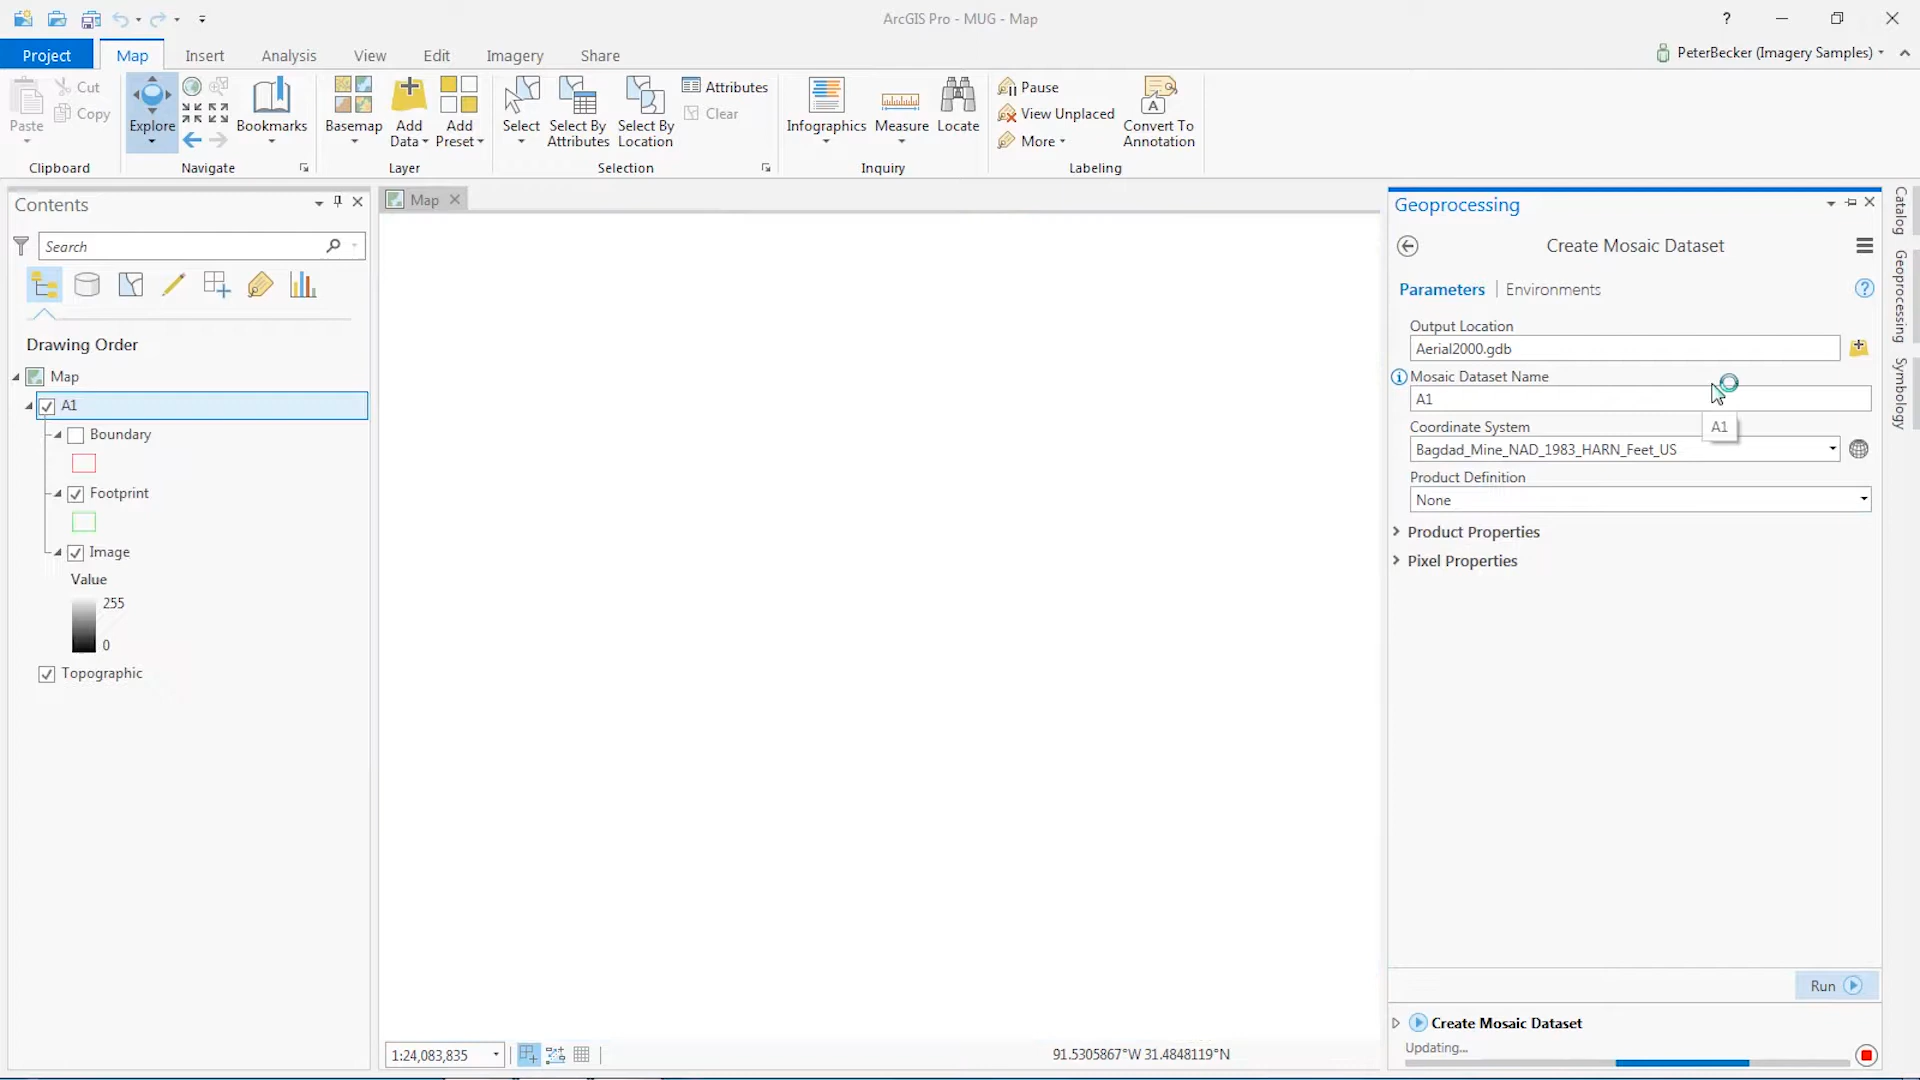 ArcGIS Pro - MUG - Map
?
Project
Map
Insert
Analysis
View
Edit
Imagery
Share
PeterBecker (Imagery Samples)
Paste
Cut
Copy
Clipboard
Explore
Bookmarks
Navigate
Basemap
Add
Data
Add
Preset
Layer
Select
Select By
Attributes
Select By
Location
Attributes
Clear
Selection
Infographics
Measure
Locate
Inquiry
Pause
View Unplaced
More
A
Convert To
Annotation
Labeling
Contents
Search
Drawing Order
Map
A1
Boundary
Footprint
Image
Value
255
0
Topographic
Map
1:24,083,835
91.5305867°W 31.4848119°N
Geoprocessing
Create Mosaic Dataset
Parameters
Environments
?
Output Location
Aerial2000.gdb
Mosaic Dataset Name
A1
A1
Coordinate System
Bagdad_Mine_NAD_1983_HARN_Feet_US
Product Definition
None
Product Properties
Pixel Properties
Run
Create Mosaic Dataset
Updating...
Catalog
Geoprocessing
Symbology